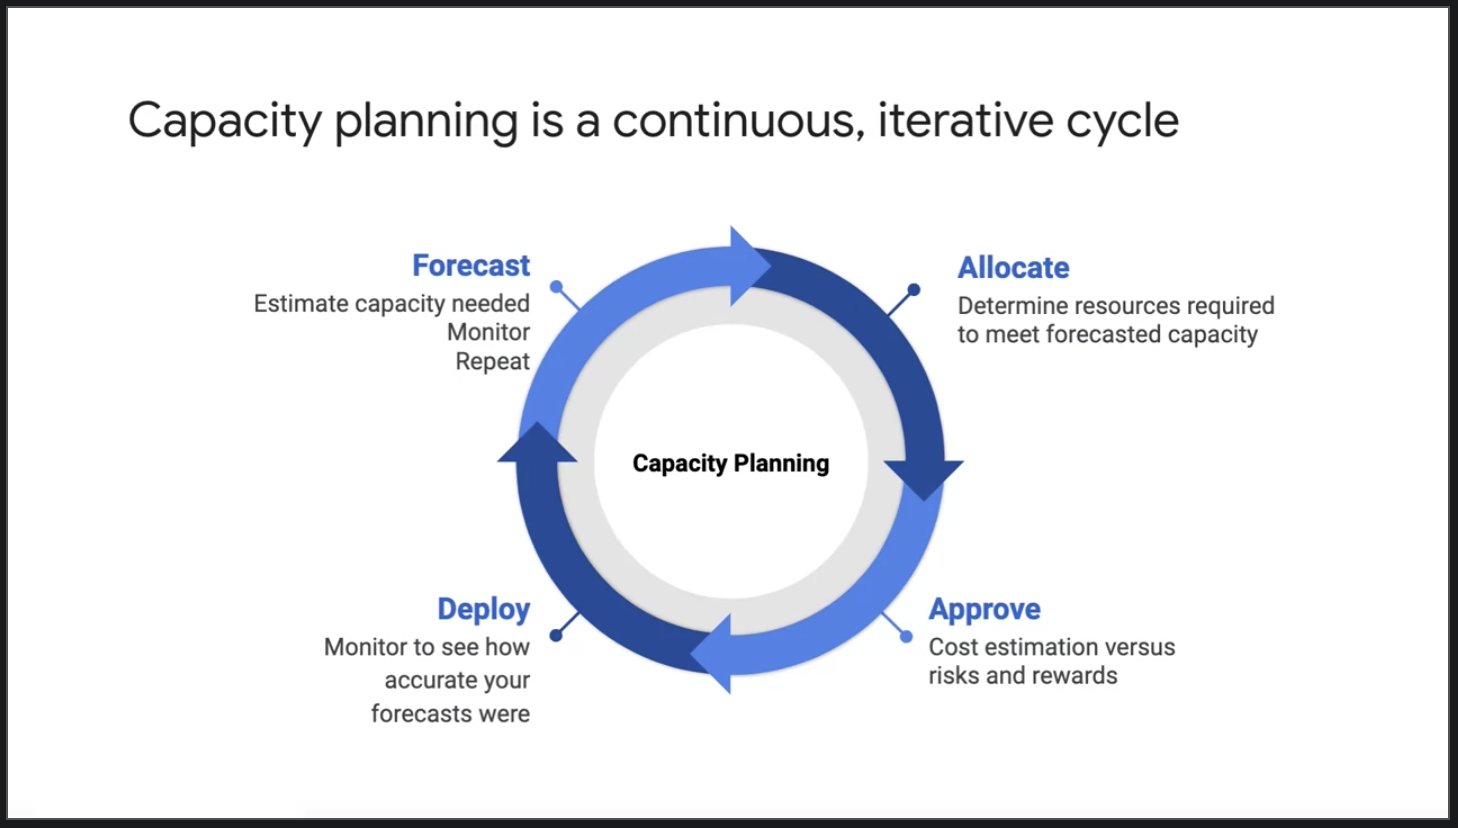 Capacity planning is a continuous, iterative cycle
Forecast
Estimate capacity needed
Monitor
Repeat
Allocate
Determine resources required
to meet forecasted capacity
Capacity Planning
Deploy
Monitor to see how
accurate your
forecasts were
Approve
Cost estimation versus
risks and rewards